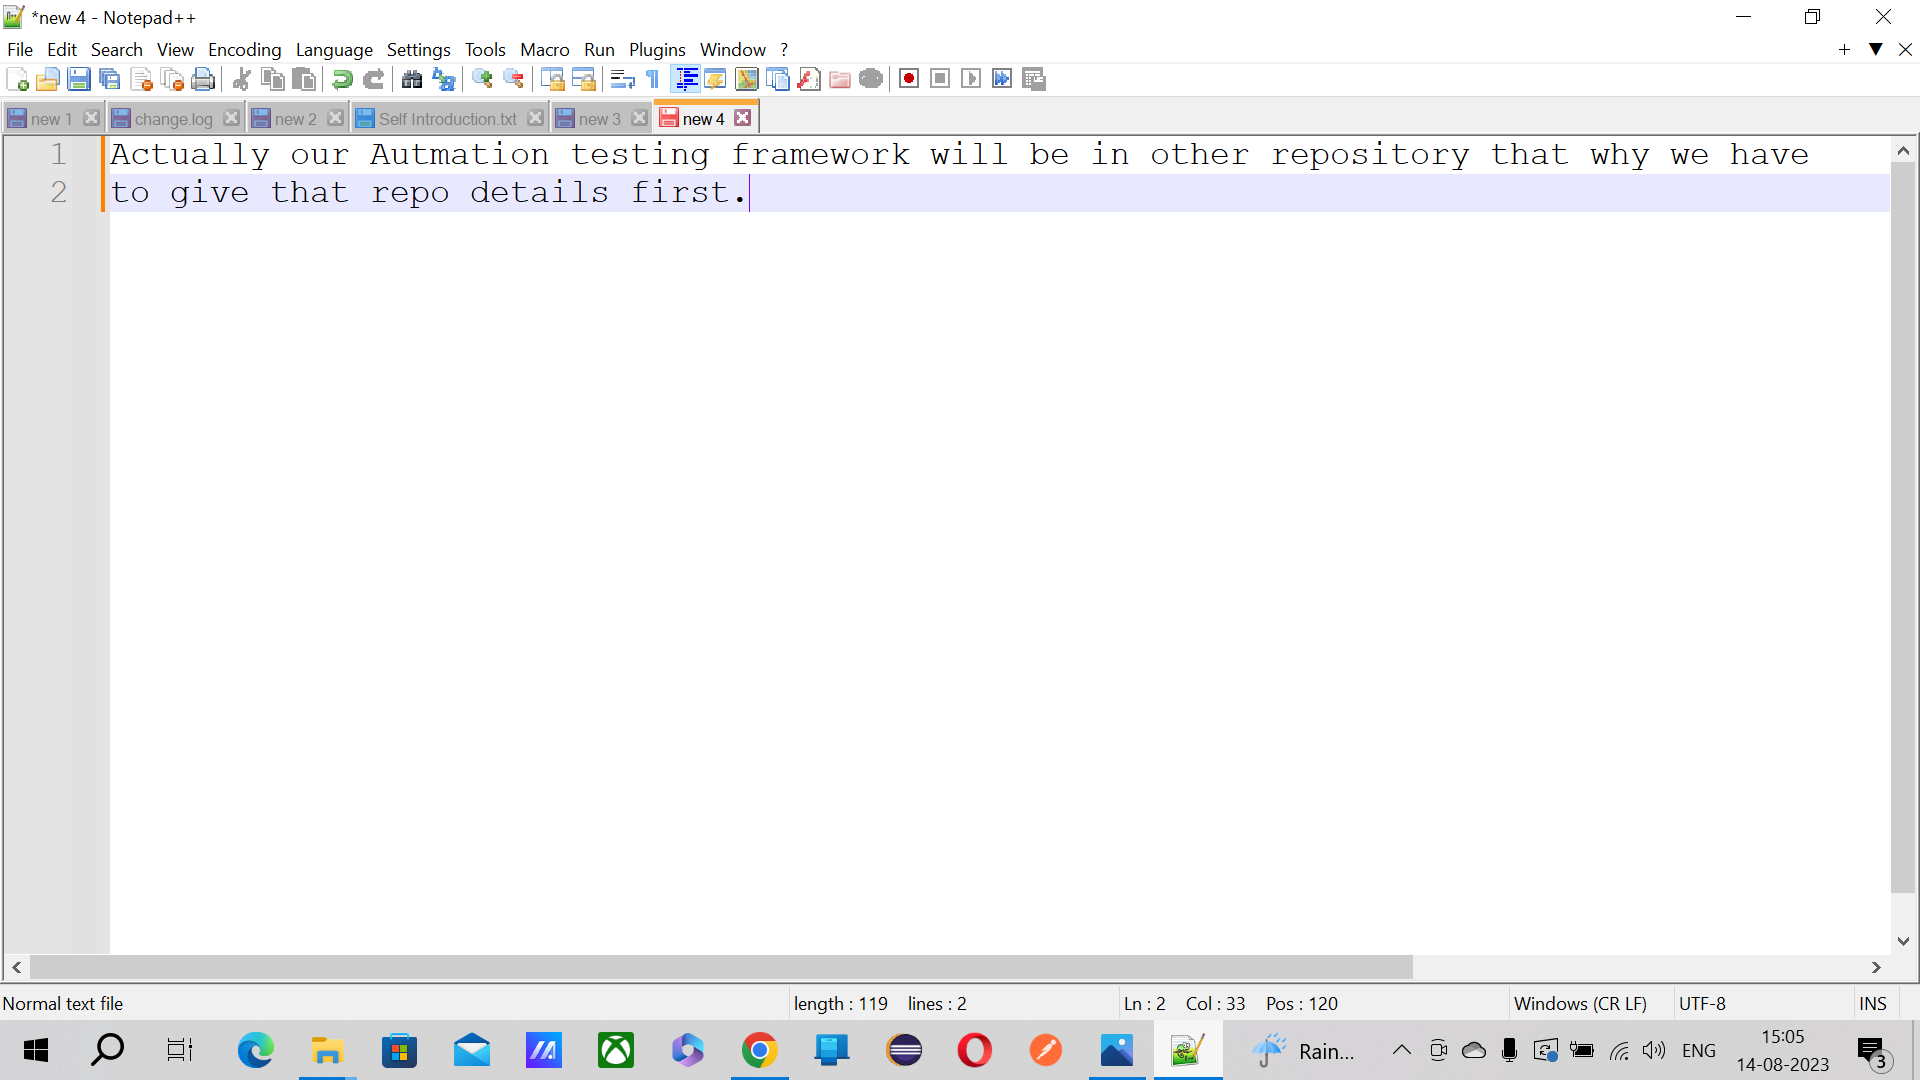 *new 4 - Notepad++
File Edit Search View Encoding Language Settings Tools Macro Run Plugins Window ?
new 1 change.log new 2 Self Introduction.txt new 3 new 4
1 Actually our Autmation testing framework will be in other repository that why we have
2 to give that repo details first.
Normal text file length : 119 lines : 2 Ln : 2 Col : 33 Pos : 120 Windows (CR LF) UTF-8 INS
Rain... ENG 15:05
14-08-2023 3